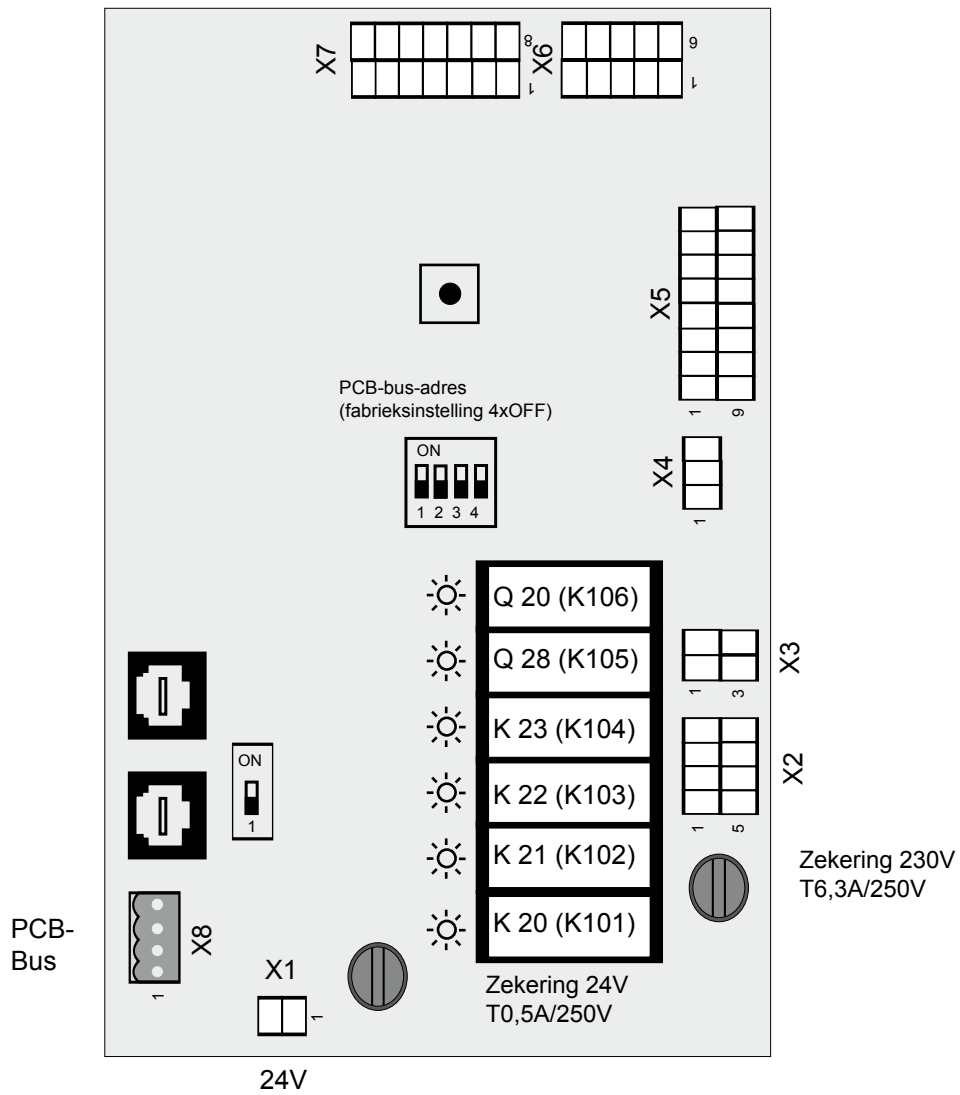 X7
8
1
X6
6
1
X5
1
9
PCB-bus-adres
(fabrieksinstelling 4xOFF)
ON
1 2 3 4
X4
1
Q 20 (K106)
Q 28 (K105)
K 23 (K104)
K 22 (K103)
K 21 (K102)
K 20 (K101)
X3
1
3
X2
1
5
ON
1
Zekering 230V
T6,3A/250V
PCB-
Bus
X8
1
X1
1
Zekering 24V
T0,5A/250V
24V